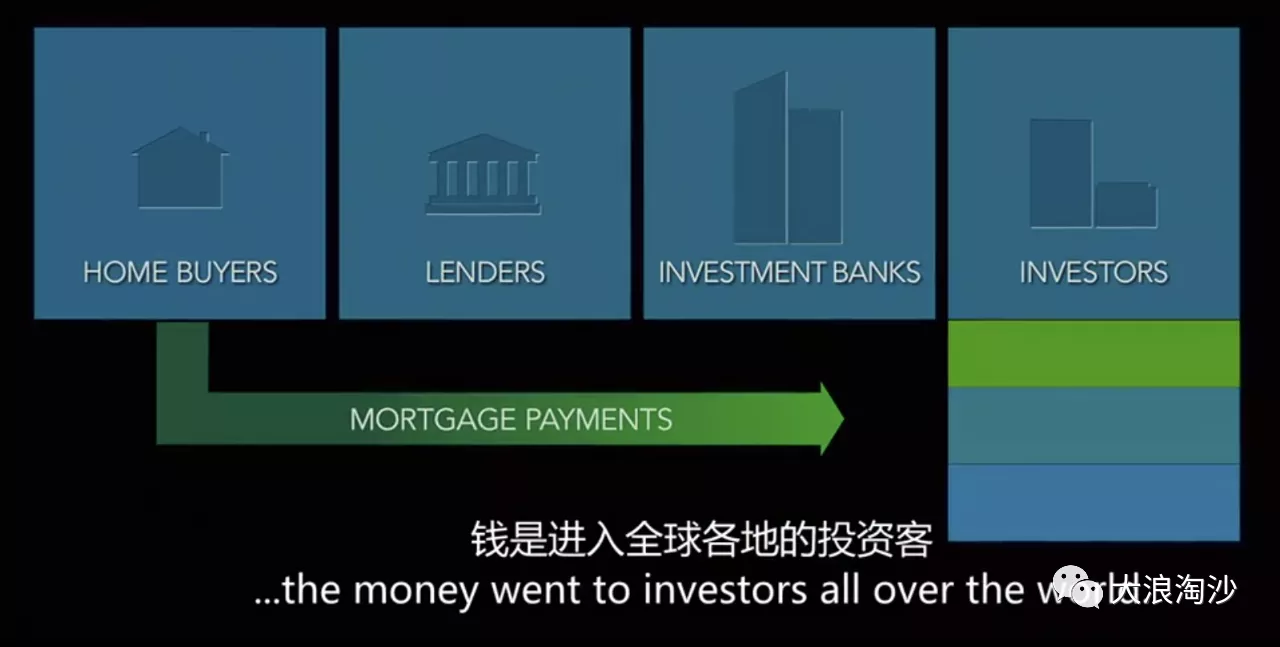 HOME BUYERS
LENDERS
INVESTMENT BANKS
INVESTORS
MORTGAGE PAYMENTS
钱是进入全球各地的投资客
...the money went to investors all over the world
大浪淘沙